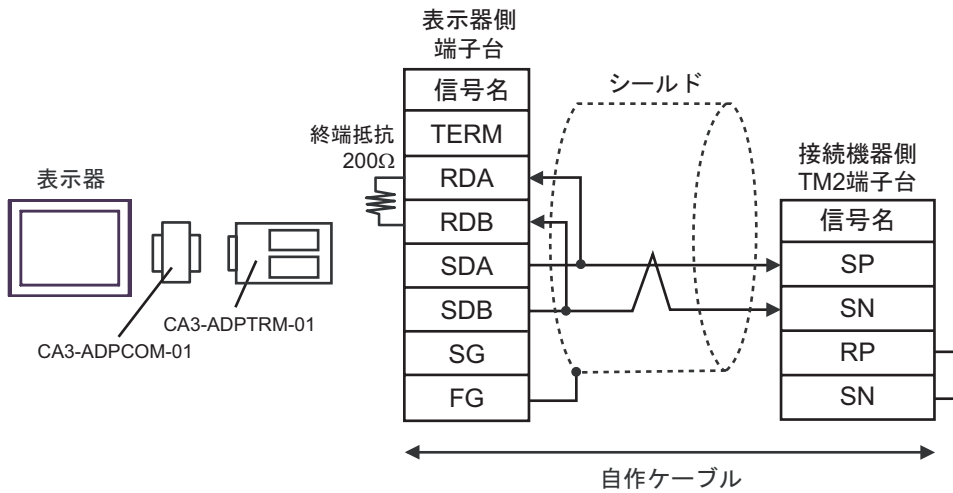 表示器
CA3-ADPCOM-01
CA3-ADPTRM-01
終端抵抗
200Ω
表示器側
端子台
信号名
TERM
RDA
RDB
SDA
SDB
SG
FG
シールド
接続機器側
TM2端子台
信号名
SP
SN
RP
SN
自作ケーブル